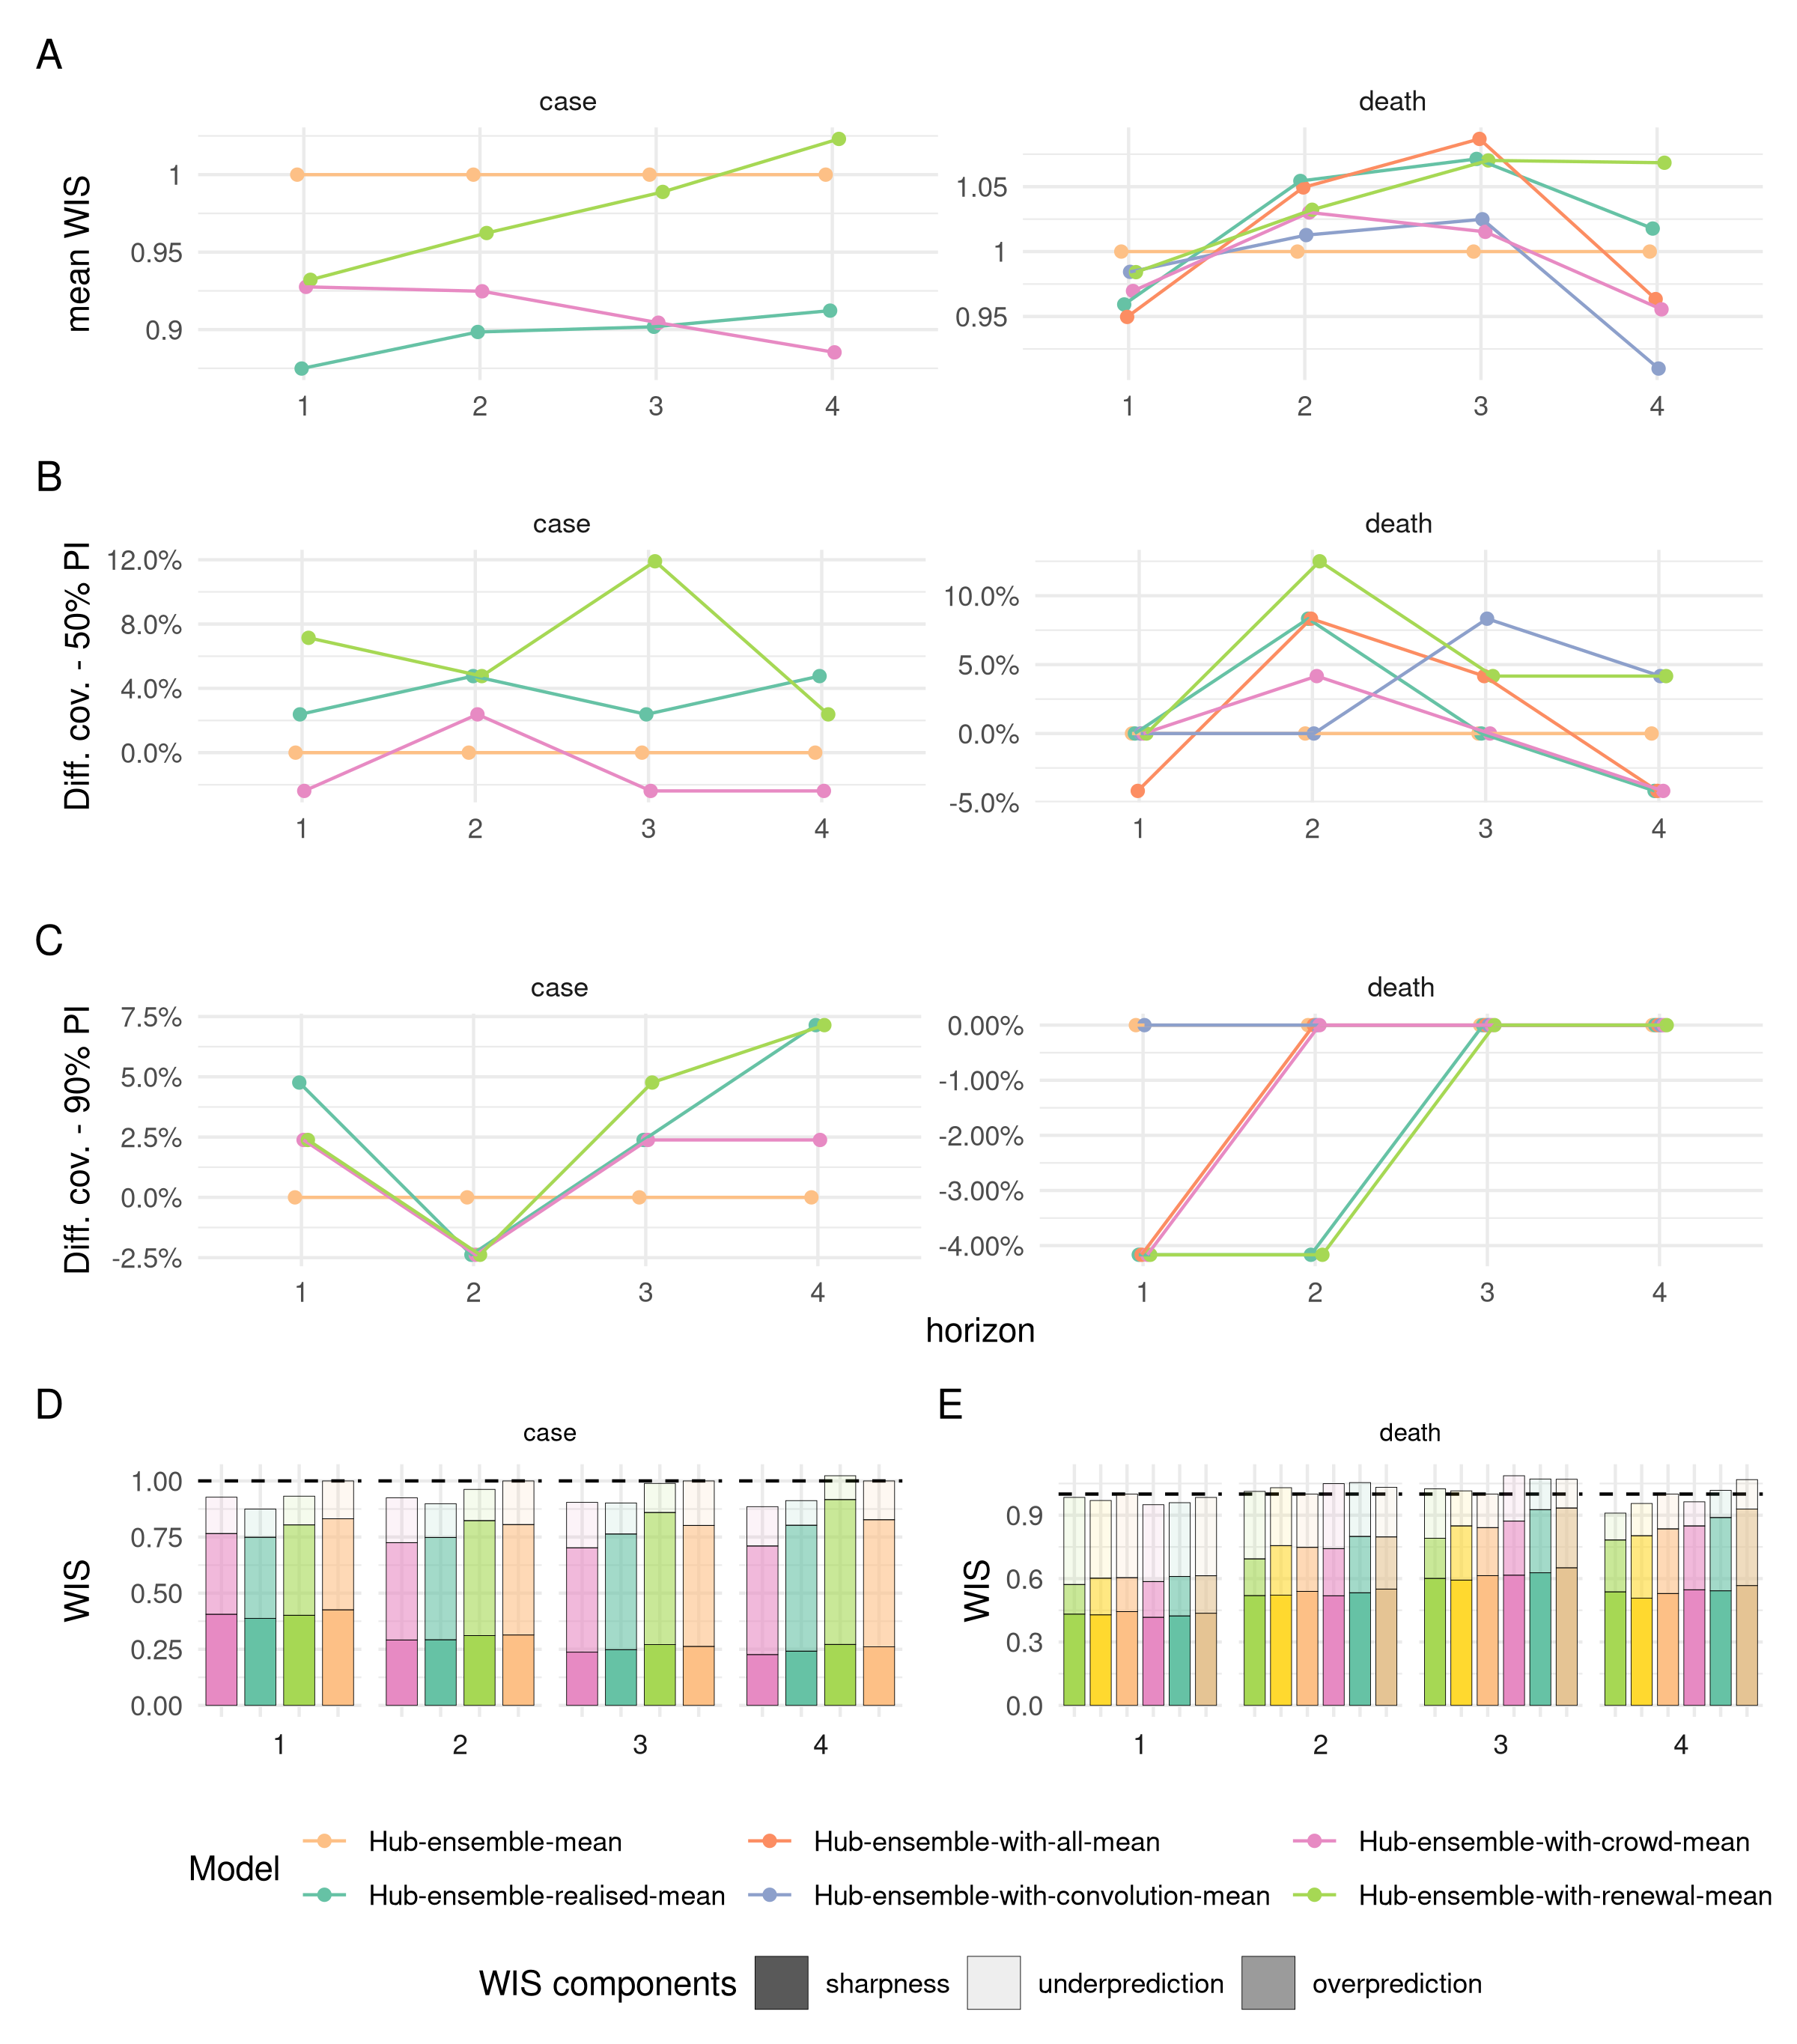 A
case
death
mean WIS
1
0.95
0.9
1.05
1
0.95
1 2 3 4
1 2 3 4
B
case
death
Diff. cov. - 50% PI
12.0%
8.0%
4.0%
0.0%
10.0%
5.0%
0.0%
-5.0%
1 2 3 4
1 2 3 4
C
case
death
Diff. cov. - 90% PI
7.5%
5.0%
2.5%
0.0%
-2.5%
0.00%
-1.00%
-2.00%
-3.00%
-4.00%
1 2 3 4
1 2 3 4
horizon
D
case
WIS
1.00
0.75
0.50
0.25
0.00
1 2 3 4
E
death
WIS
0.9
0.6
0.3
0.0
1 2 3 4
Model
Hub-ensemble-mean
Hub-ensemble-with-all-mean
Hub-ensemble-with-crowd-mean
Hub-ensemble-realised-mean
Hub-ensemble-with-convolution-mean
Hub-ensemble-with-renewal-mean
WIS components
sharpness
underprediction
overprediction